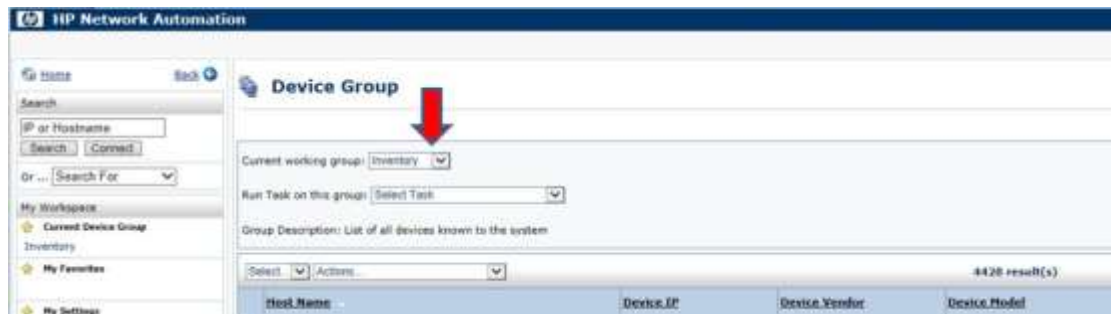 HP Network Automation
Home Back
Search
IP or Hostname
Search Connect
Or ... Search For
My Workspace
Current Device Group
Inventory
My Favorites
My Settings
Device Group
Current working group: Inventory
Run Task on this group: Select Task
Group Description: List of all devices known to the system
Select Actions... 4428 result(s)
Host Name Device IP Device Vendor Device Model